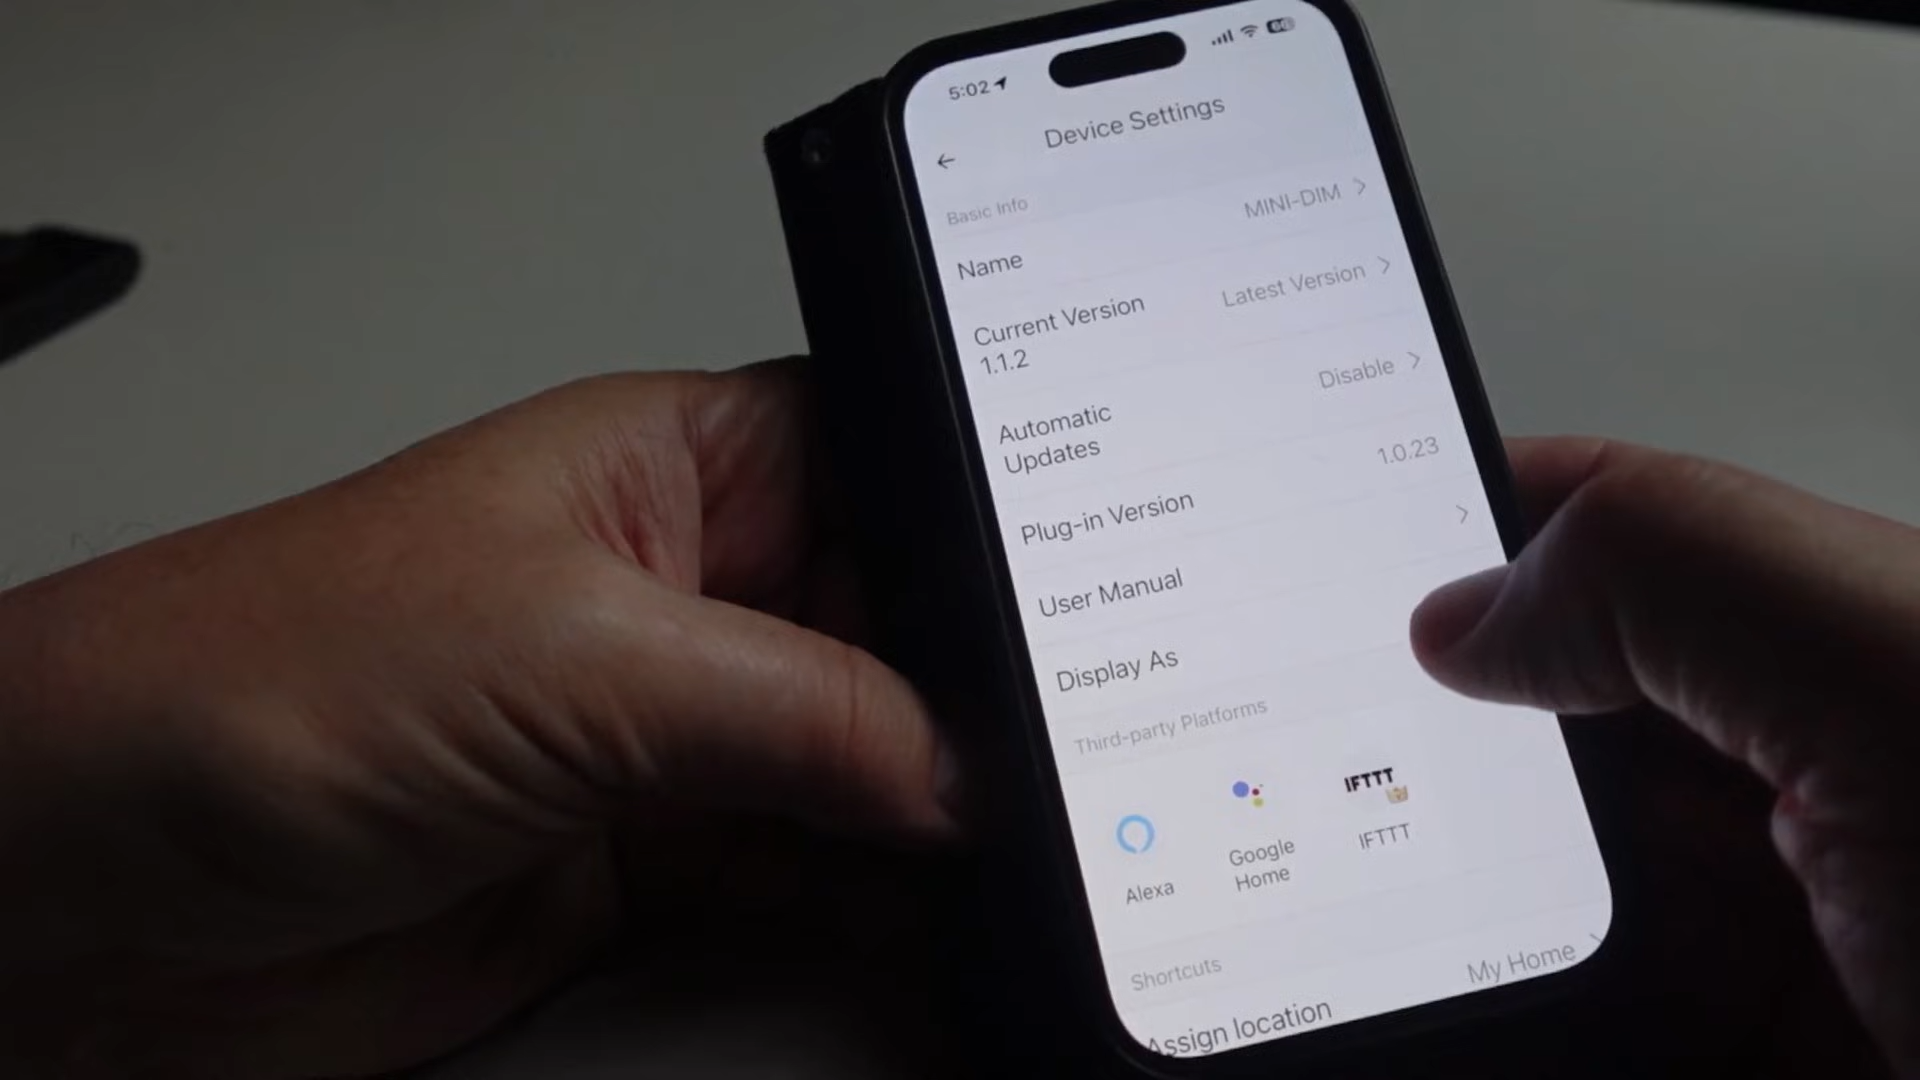 5:02
60
Device Settings
Basic Info
Name
MINI-DIM
Current Version
1.1.2
Latest Version
Automatic
Updates
Disable
Plug-in Version
1.0.23
User Manual
Display As
Third-party Platforms
IFTTT
Alexa
Google
Home
IFTTT
Shortcuts
Assign location
My Home